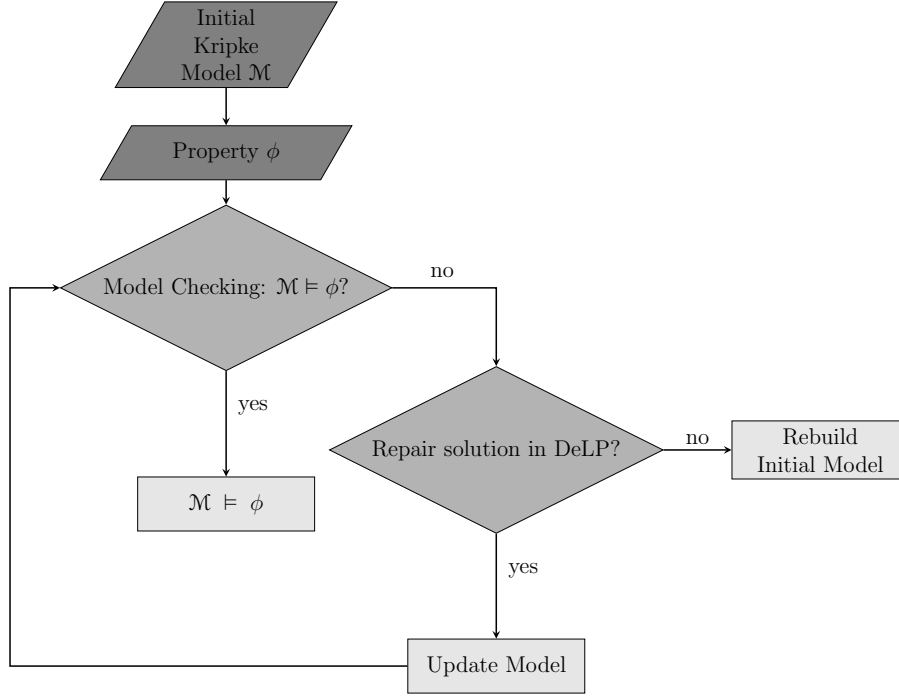 Initial
Kripke
Model ℳ
Property ϕ
Model Checking: ℳ ⊨ ϕ?
no
yes
Repair solution in DeLP?
no
Rebuild
Initial Model
ℳ ⊨ ϕ
yes
Update Model